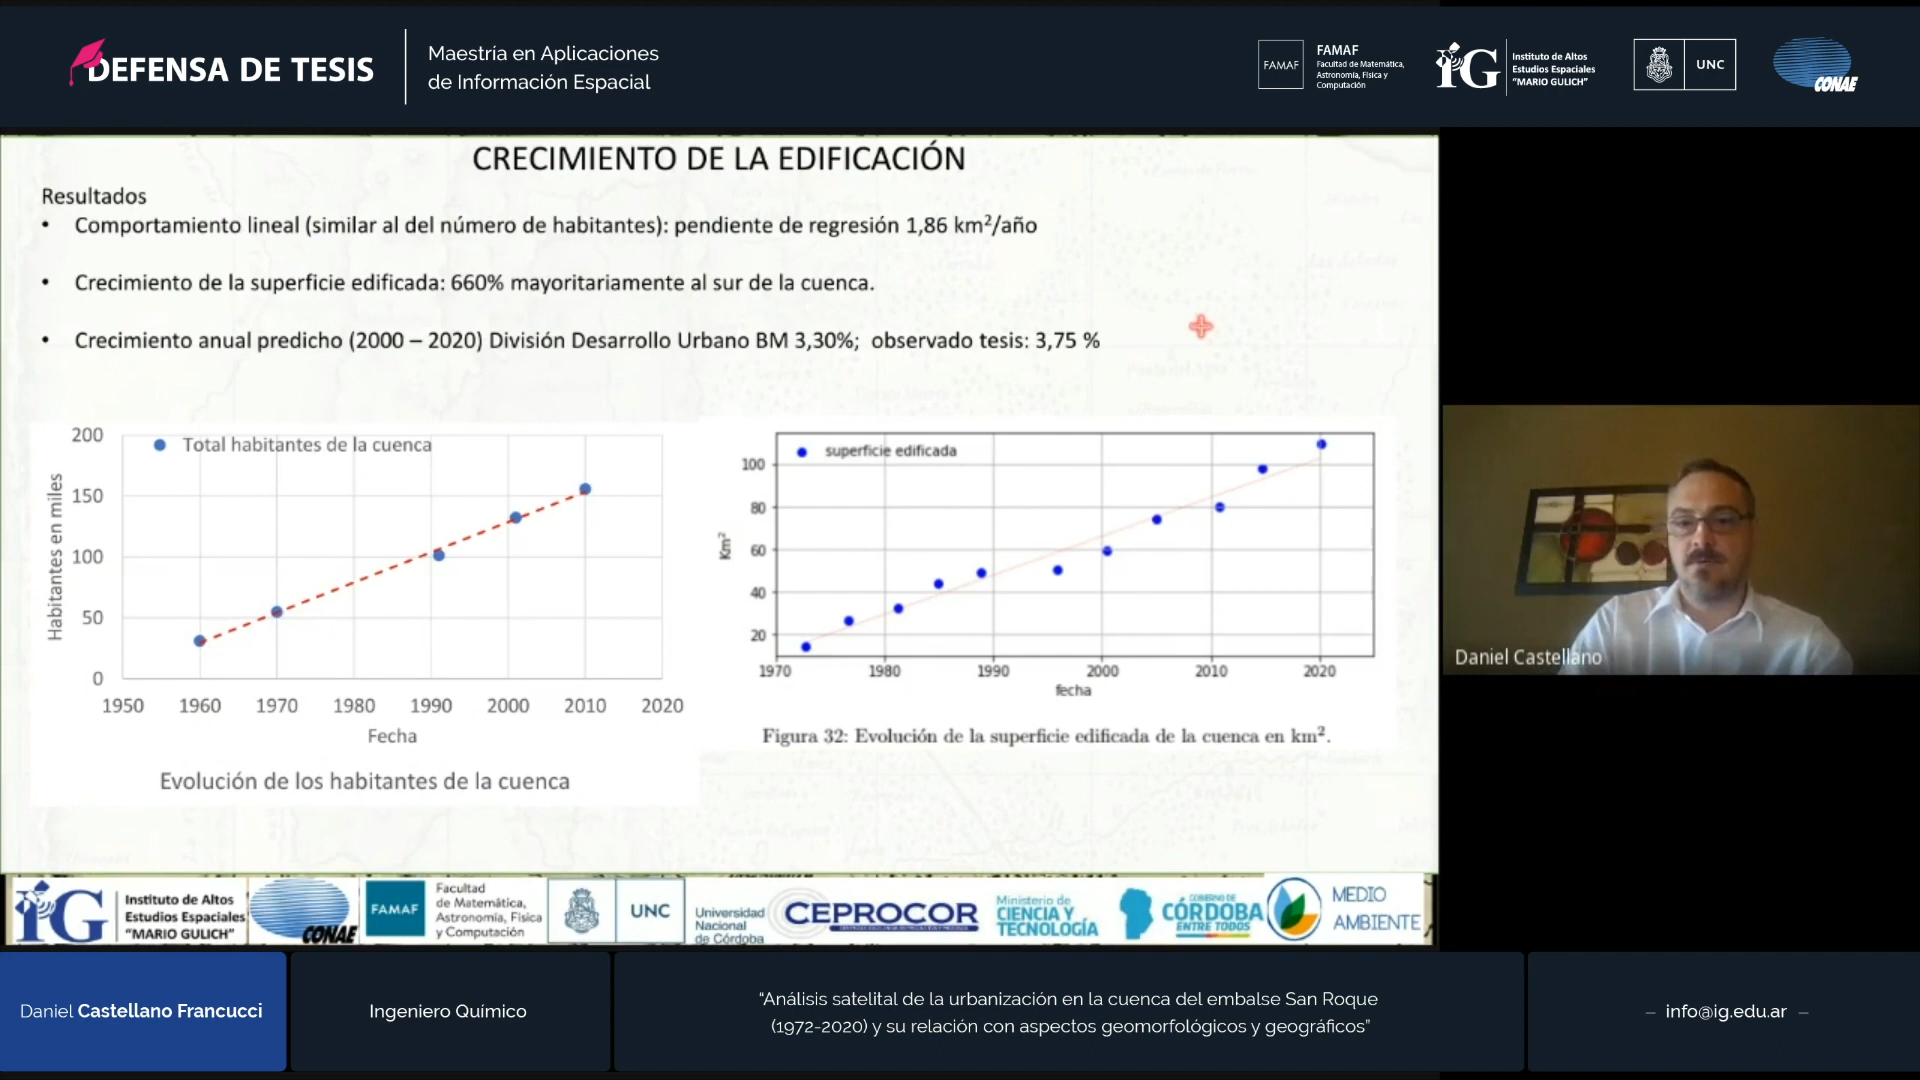 DEFENSA DE TESIS
Maestría en Aplicaciones
de Información Espacial
FAMAF
FAMAF
Facultad de Matemática,
Astronomía, Física y
Computación
iG
Instituto de Altos
Estudios Espaciales
"MARIO GULICH"
UNC
CONAE
CRECIMIENTO DE LA EDIFICACIÓN
Resultados
• Comportamiento lineal (similar al del número de habitantes): pendiente de regresión 1,86 km²/año
• Crecimiento de la superficie edificada: 660% mayoritariamente al sur de la cuenca.
• Crecimiento anual predicho (2000 – 2020) División Desarrollo Urbano BM 3,30%; observado tesis: 3,75 %
Total habitantes de la cuenca
Habitantes en miles
200
150
100
50
0
1950 1960 1970 1980 1990 2000 2010 2020
Fecha
Evolución de los habitantes de la cuenca
superficie edificada
Km²
100
80
60
40
20
1970 1980 1990 2000 2010 2020
fecha
Figura 32: Evolución de la superficie edificada de la cuenca en km².
Daniel Castellano
iG
Instituto de Altos
Estudios Espaciales
"MARIO GULICH"
CONAE
FAMAF
Facultad
de Matemática,
Astronomía, Física
y Computación
UNC
Universidad
Nacional
de Córdoba
CEPROCOR
Ministerio de
CIENCIA Y
TECNOLOGÍA
GOBIERNO DE
CÓRDOBA
ENTRE TODOS
MEDIO
AMBIENTE
Daniel Castellano Francucci
Ingeniero Químico
“Análisis satelital de la urbanización en la cuenca del embalse San Roque
(1972-2020) y su relación con aspectos geomorfológicos y geográficos”
– info@ig.edu.ar –